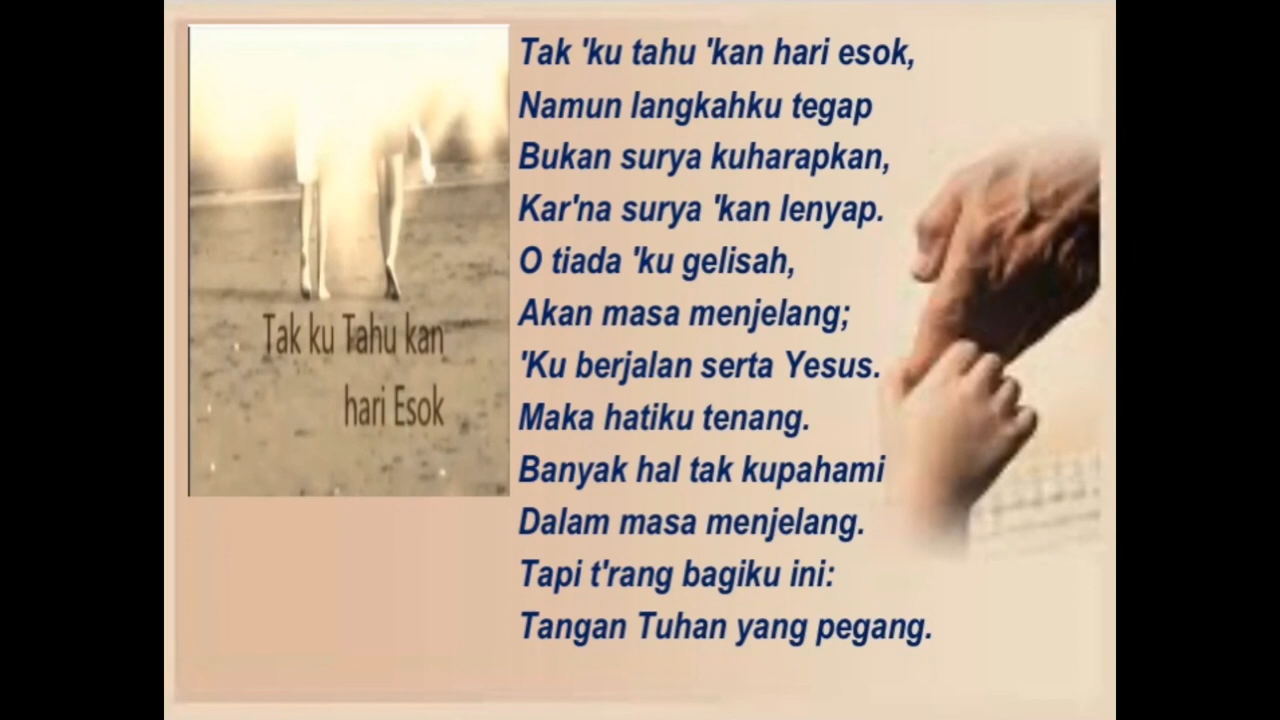 Tak ku Tahu kan
hari Esok
Tak 'ku tahu 'kan hari esok,
Namun langkahku tegap
Bukan surya kuharapkan,
Kar'na surya 'kan lenyap.
O tiada 'ku gelisah,
Akan masa menjelang;
'Ku berjalan serta Yesus.
Maka hatiku tenang.
Banyak hal tak kupahami
Dalam masa menjelang.
Tapi t'rang bagiku ini:
Tangan Tuhan yang pegang.